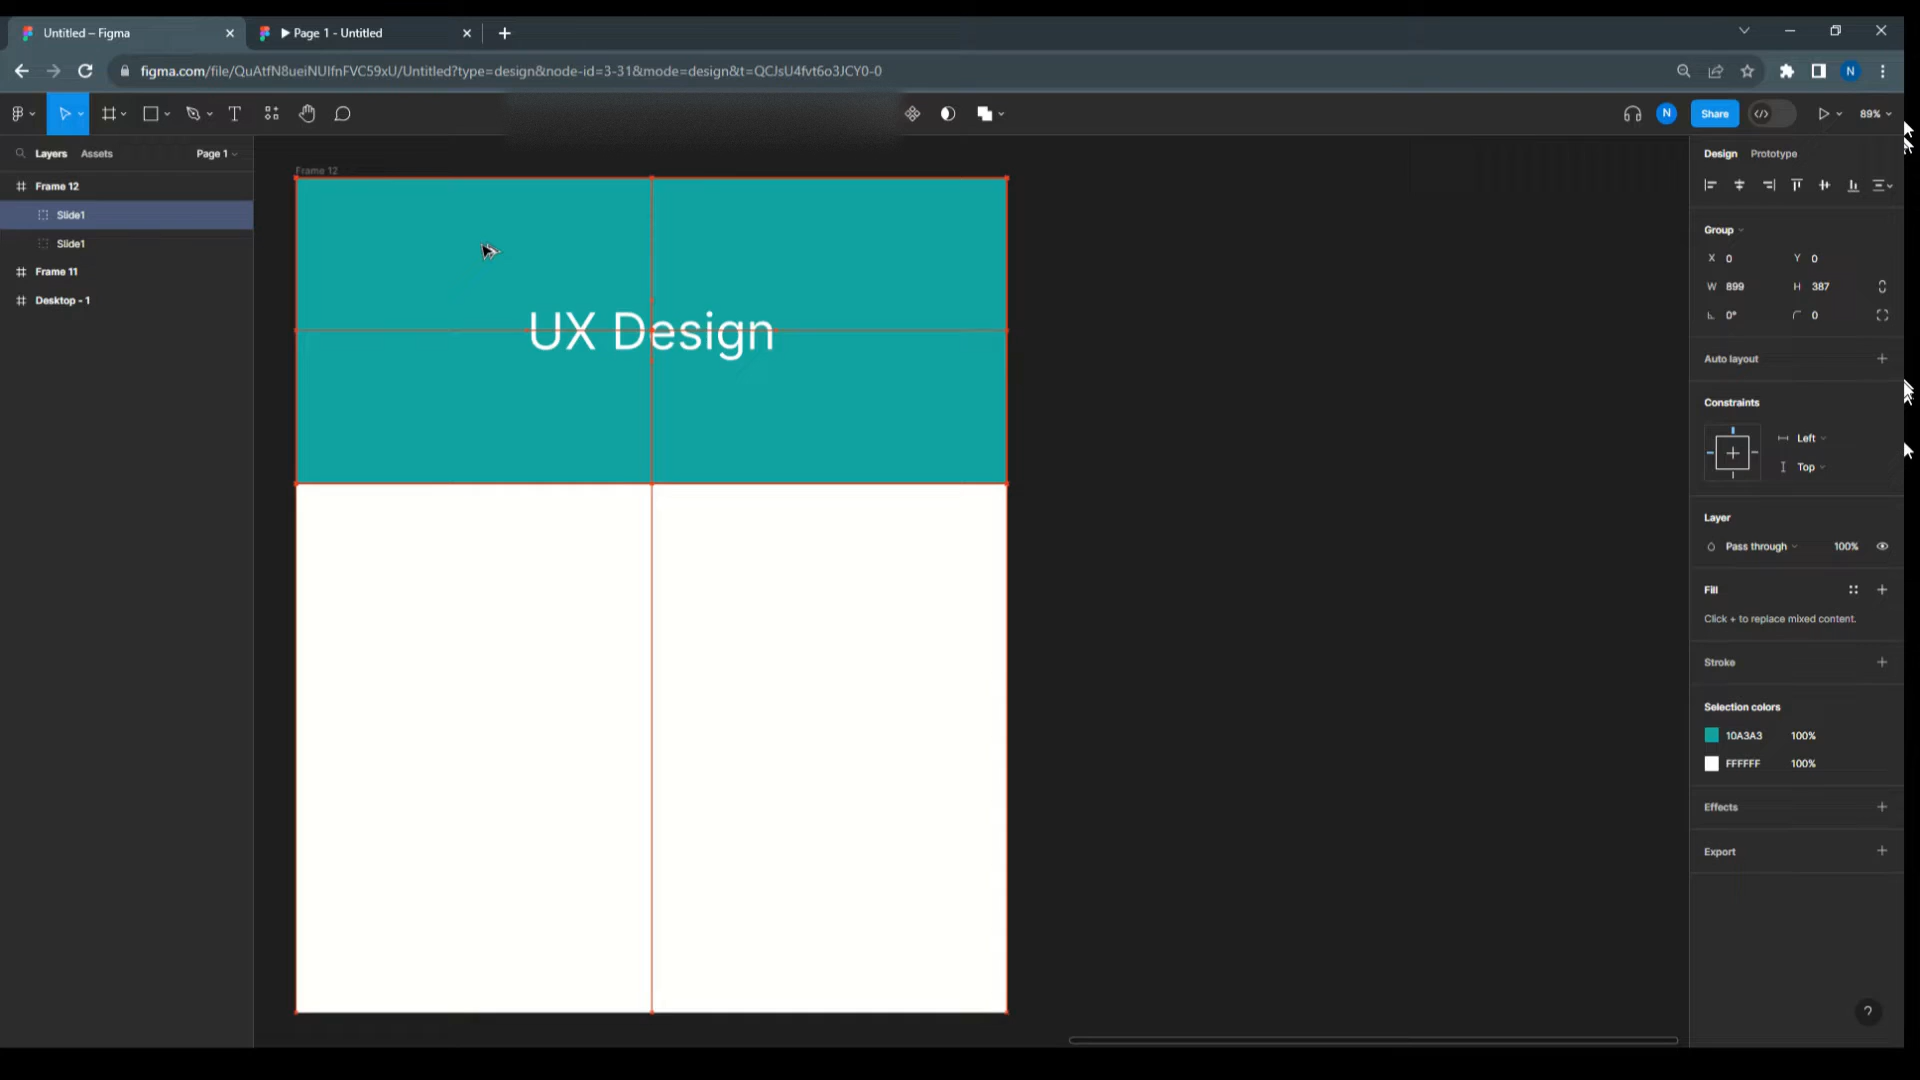 Untitled – Figma
Page 1 - Untitled
figma.com/file/QuAtfN8ueiNUIfnFVC59xU/Untitled?type=design&node-id=3-31&mode=design&t=QCJsU4fvt6o3JCY0-0
N
N
Share
89%
Layers
Assets
Page 1
Frame 12
Slide1
Slide1
Frame 11
Desktop - 1
Frame 12
UX Design
Design
Prototype
Group
X 0
Y 0
W 899
H 387
0°
0
Auto layout
Constraints
Left
Top
Layer
Pass through
100%
Fill
Click + to replace mixed content.
Stroke
Selection colors
10A3A3 100%
FFFFFF 100%
Effects
Export
?